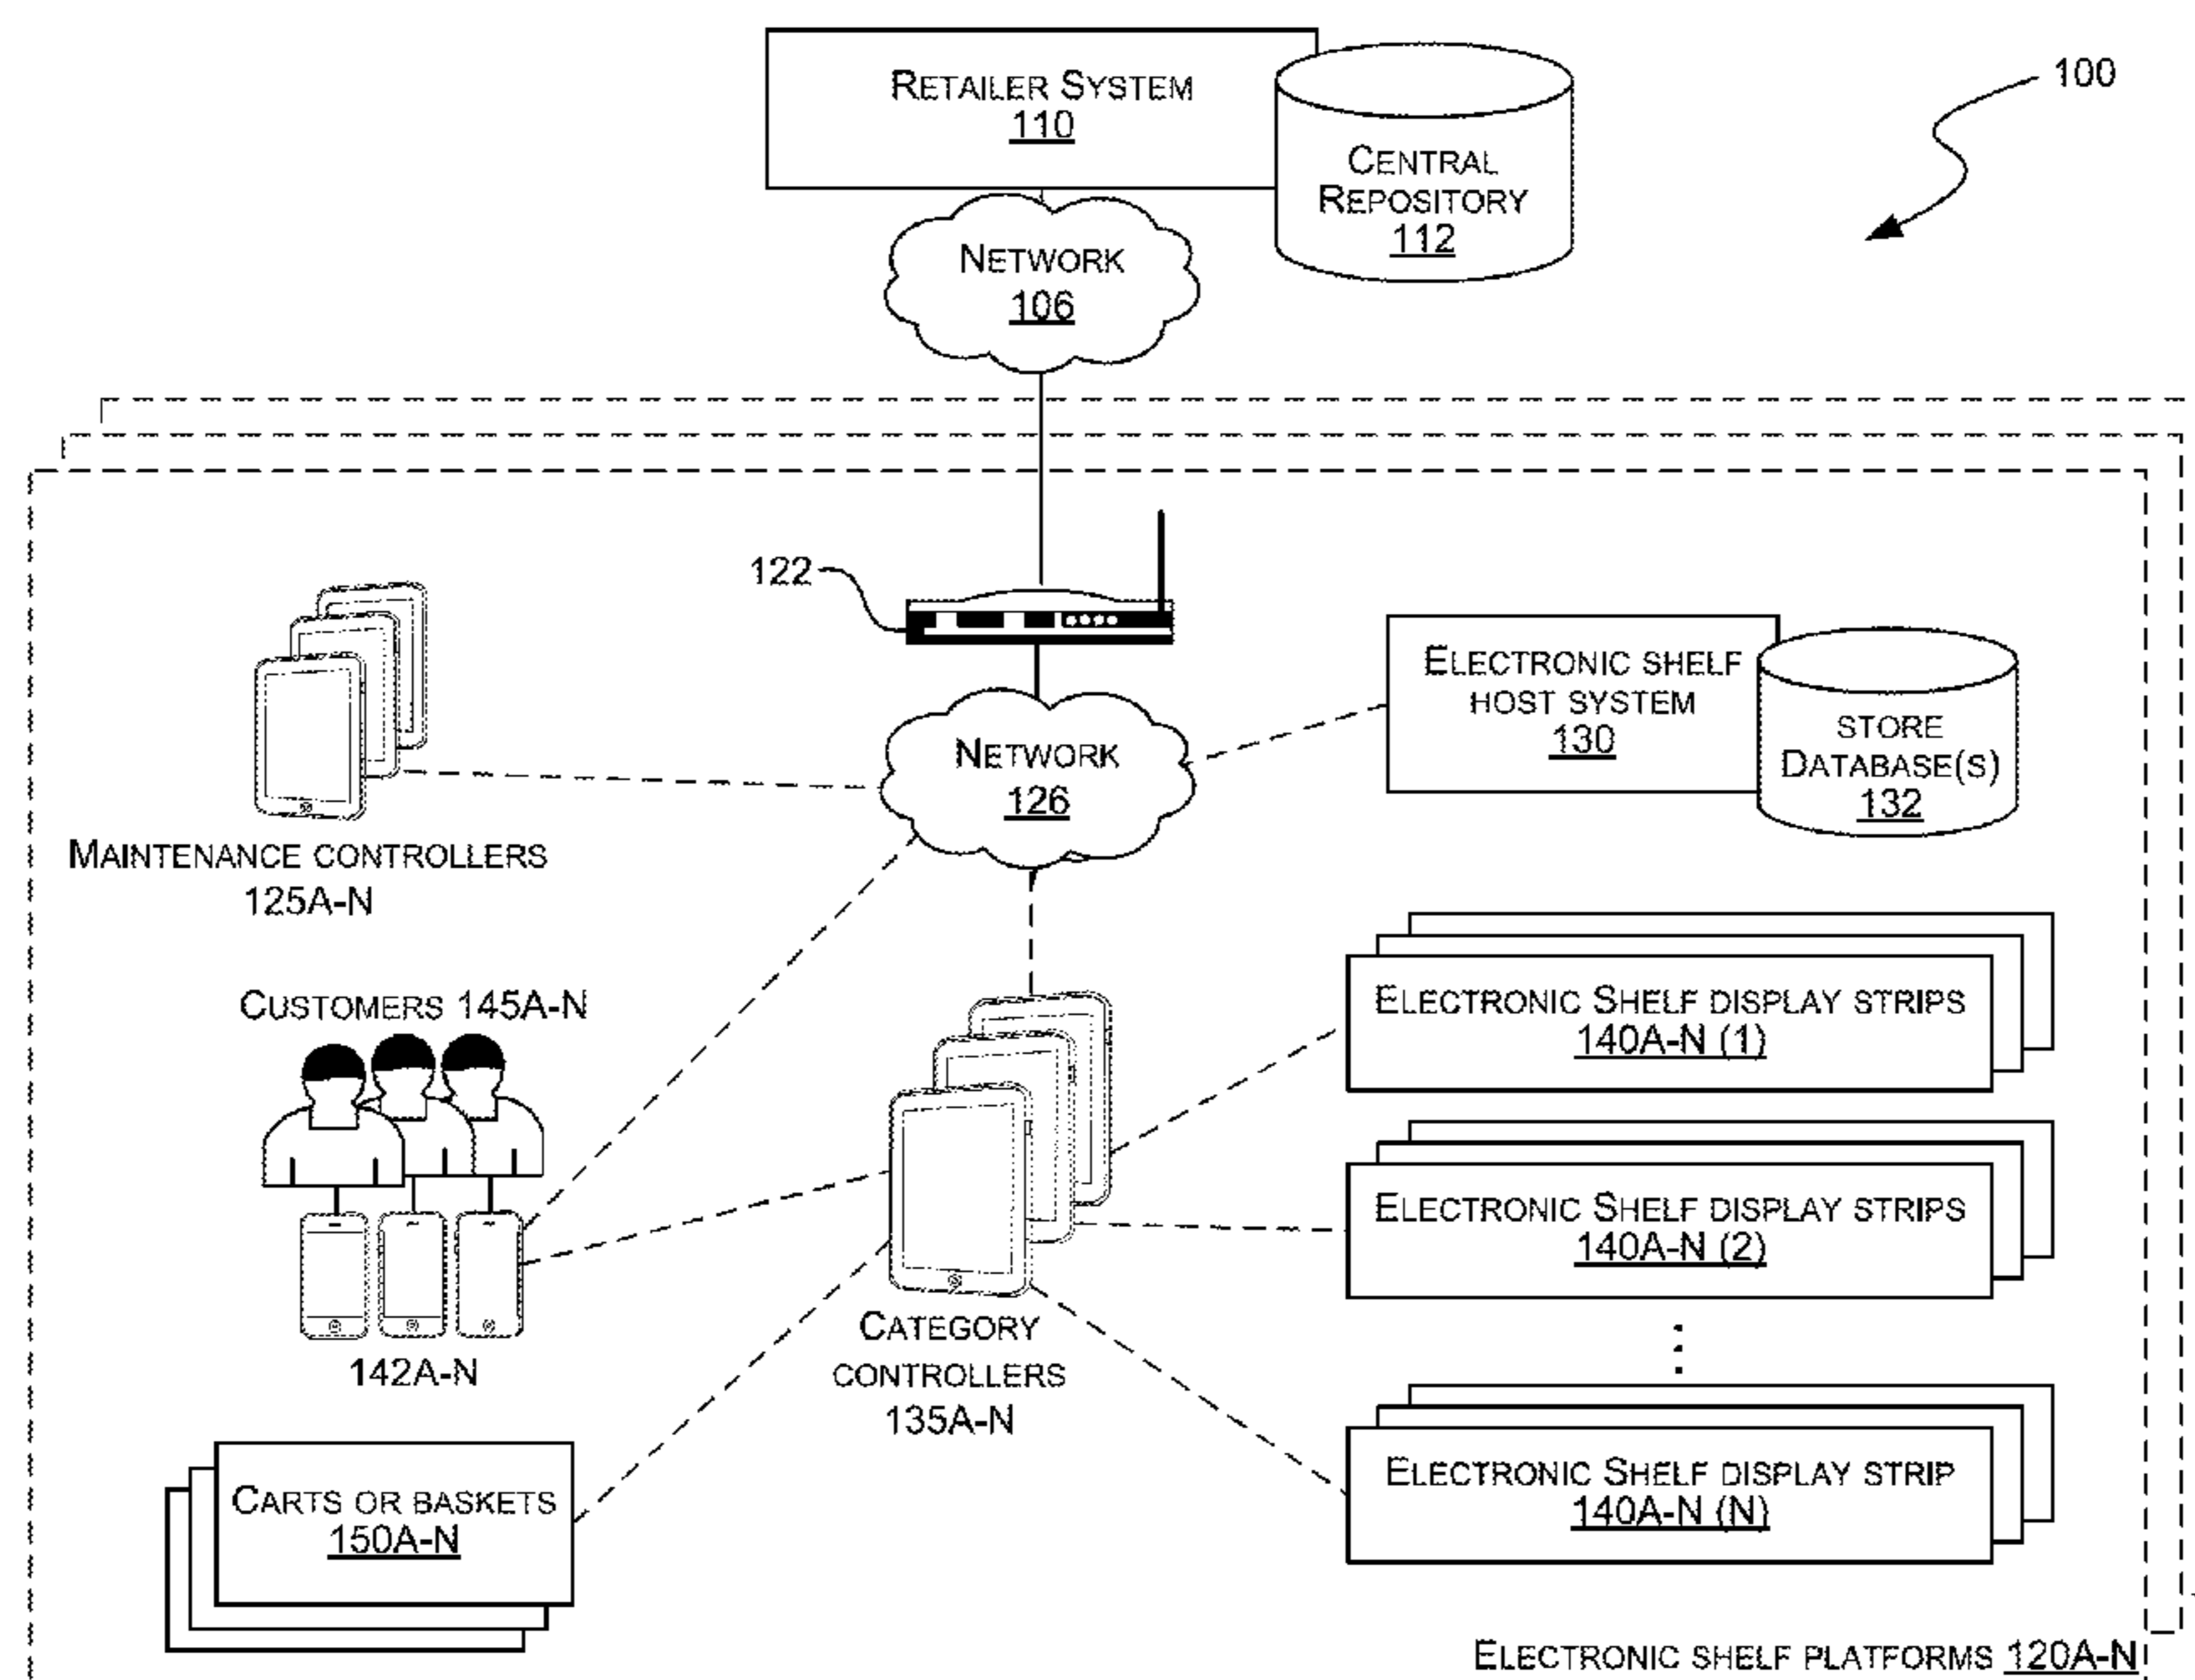 RETAILER SYSTEM
110
CENTRAL
REPOSITORY
112
100
NETWORK
106
122
ELECTRONIC SHELF
HOST SYSTEM
130
STORE
DATABASE(S)
132
NETWORK
126
MAINTENANCE CONTROLLERS
125A-N
CUSTOMERS 145A-N
142A-N
CATEGORY
CONTROLLERS
135A-N
ELECTRONIC SHELF DISPLAY STRIPS
140A-N (1)
ELECTRONIC SHELF DISPLAY STRIPS
140A-N (2)
ELECTRONIC SHELF DISPLAY STRIP
140A-N (N)
CARTS OR BASKETS
150A-N
ELECTRONIC SHELF PLATFORMS 120A-N